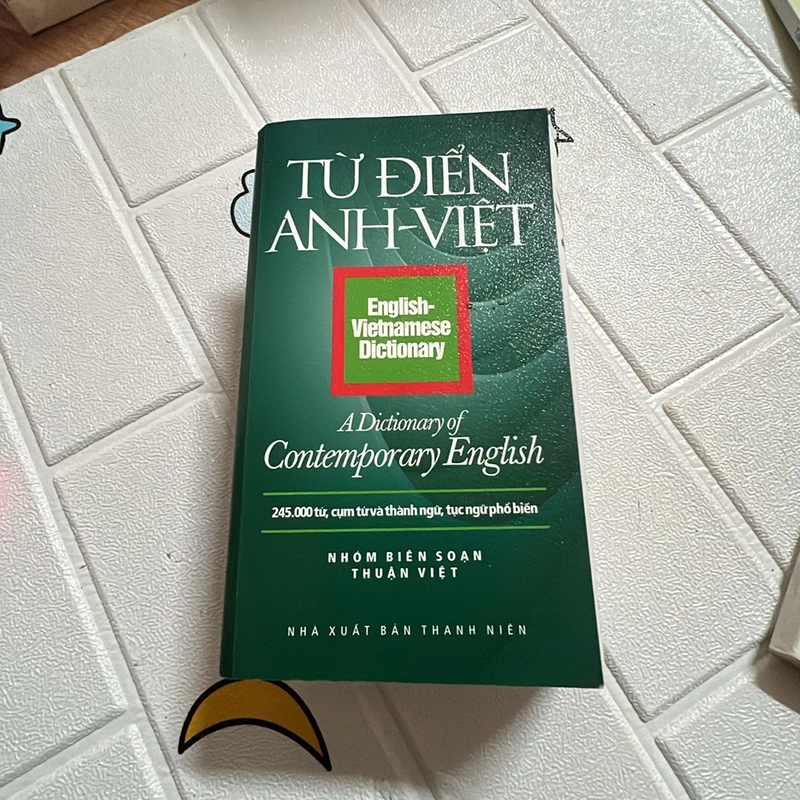 TỪ ĐIỂN
ANH-VIỆT
English-
Vietnamese
Dictionary
A Dictionary of
Contemporary English
245.000 từ, cụm từ và thành ngữ, tục ngữ phổ biến
NHÓM BIÊN SOẠN
THUẬN VIỆT
NHÀ XUẤT BẢN THANH NIÊN